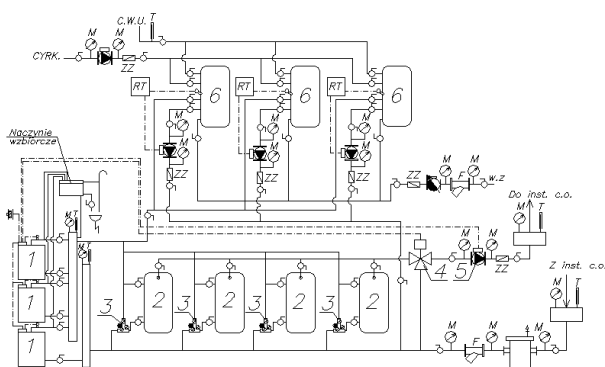 C.W.U. T
M M
CYRK.
ZZ
RT RT RT
6 6 6
M M M
M M M
ZZ ZZ ZZ
Naczynie
wzbiorcze
M M
ZZ F w.z
Do inst. c.o.
M T
M T
M T
M M
1
4 5 ZZ
Z inst. c.o.
M T
1
2 2 2 2
3 3 3 3
1
M M M
F